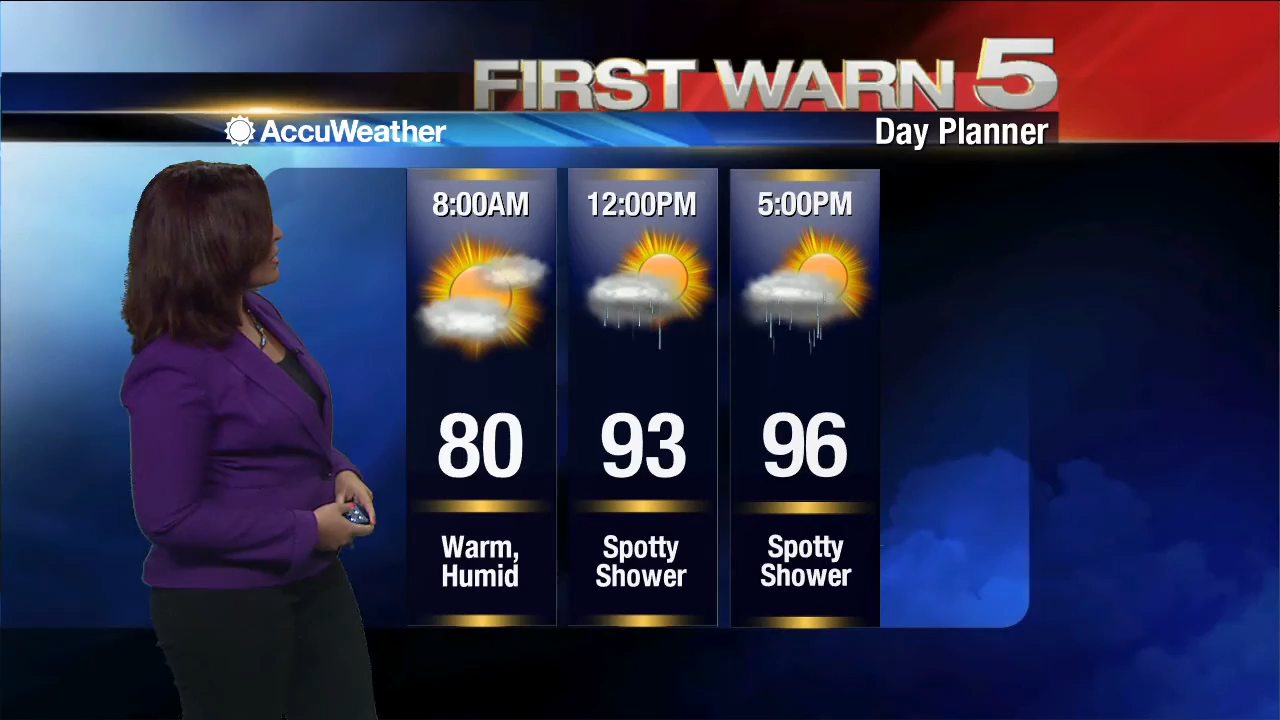 FIRST WARN 5
AccuWeather
Day Planner
8:00AM
12:00PM
5:00PM
80
93
96
Warm,
Humid
Spotty
Shower
Spotty
Shower